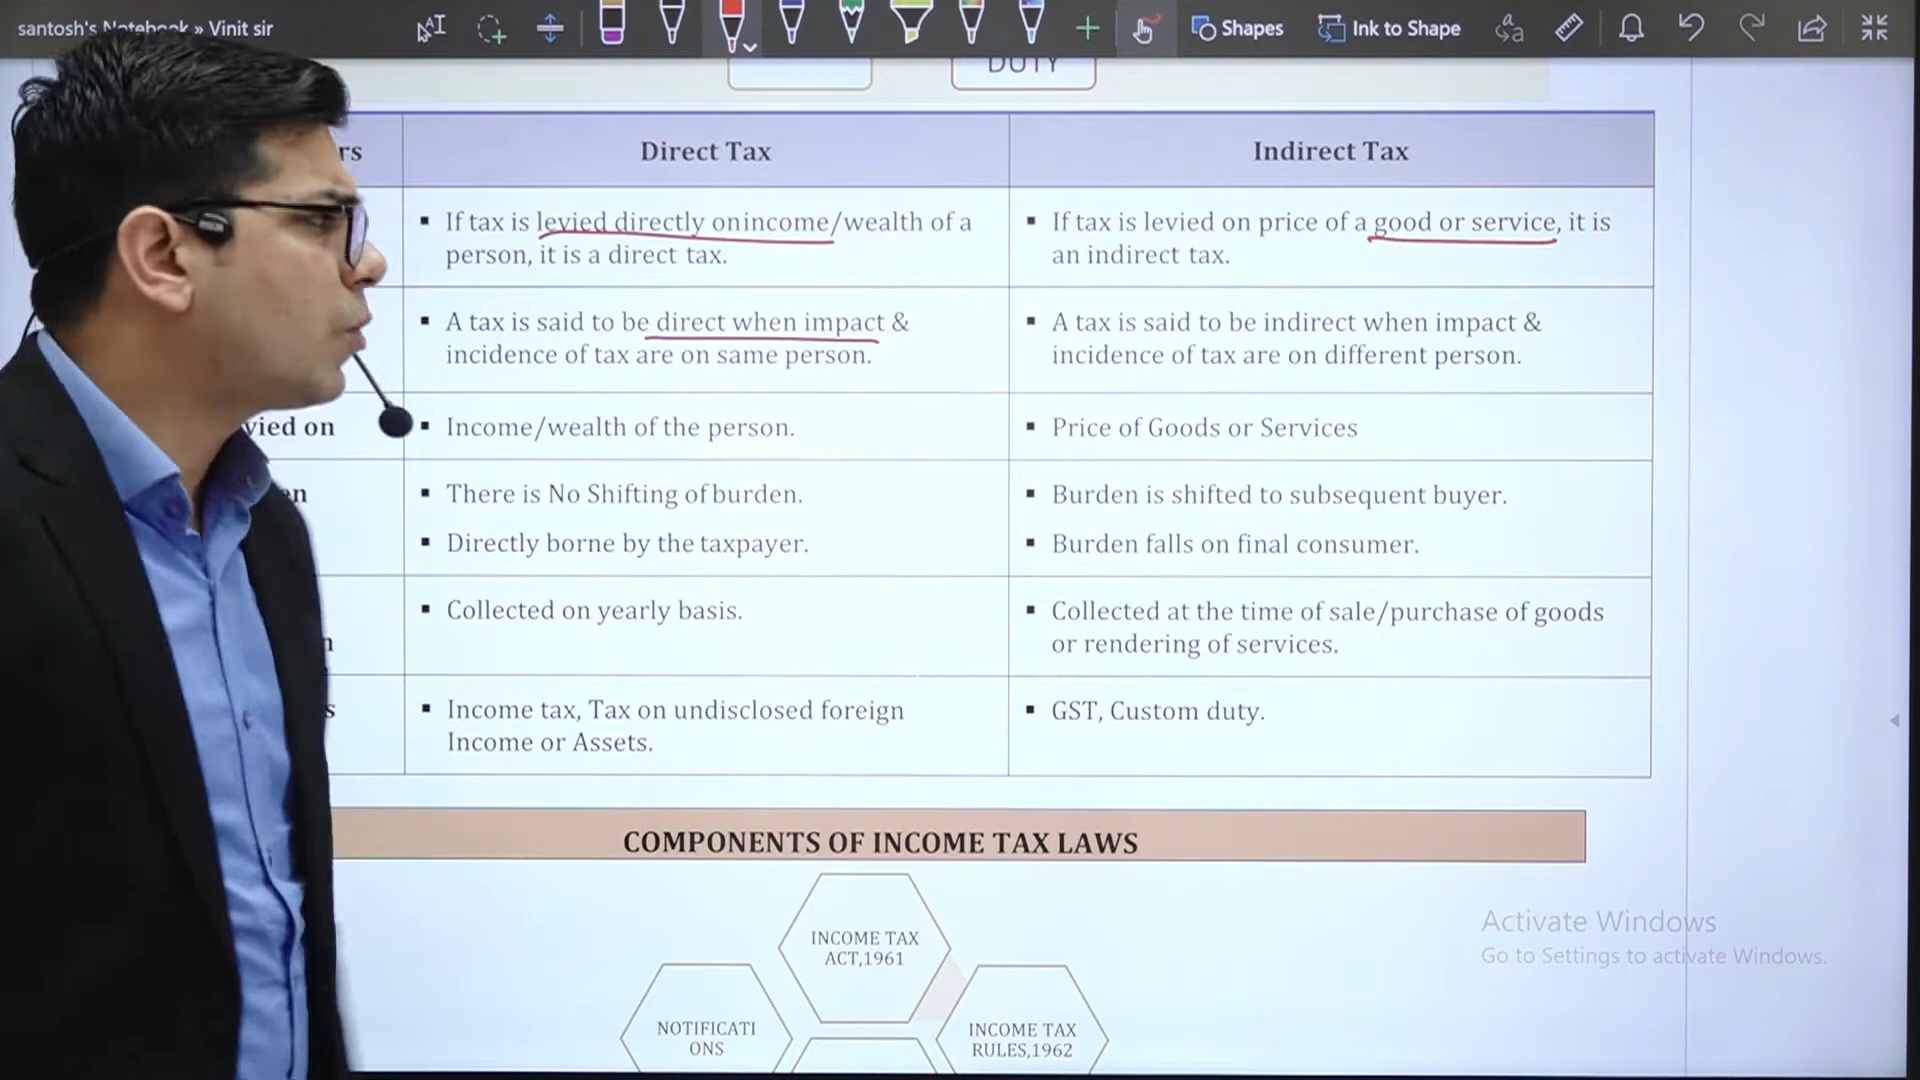 santosh's Notebook » Vinit sir
Shapes
Ink to Shape
DUTY
rs
Direct Tax
Indirect Tax
▪ If tax is levied directly onincome/wealth of a
person, it is a direct tax.
▪ If tax is levied on price of a good or service, it is
an indirect tax.
▪ A tax is said to be direct when impact &
incidence of tax are on same person.
▪ A tax is said to be indirect when impact &
incidence of tax are on different person.
vied on
▪ Income/wealth of the person.
▪ Price of Goods or Services
▪ There is No Shifting of burden.
▪ Directly borne by the taxpayer.
▪ Burden is shifted to subsequent buyer.
▪ Burden falls on final consumer.
▪ Collected on yearly basis.
▪ Collected at the time of sale/purchase of goods
or rendering of services.
s
▪ Income tax, Tax on undisclosed foreign
Income or Assets.
▪ GST, Custom duty.
COMPONENTS OF INCOME TAX LAWS
INCOME TAX
ACT,1961
NOTIFICATI
ONS
INCOME TAX
RULES,1962
Activate Windows
Go to Settings to activate Windows.